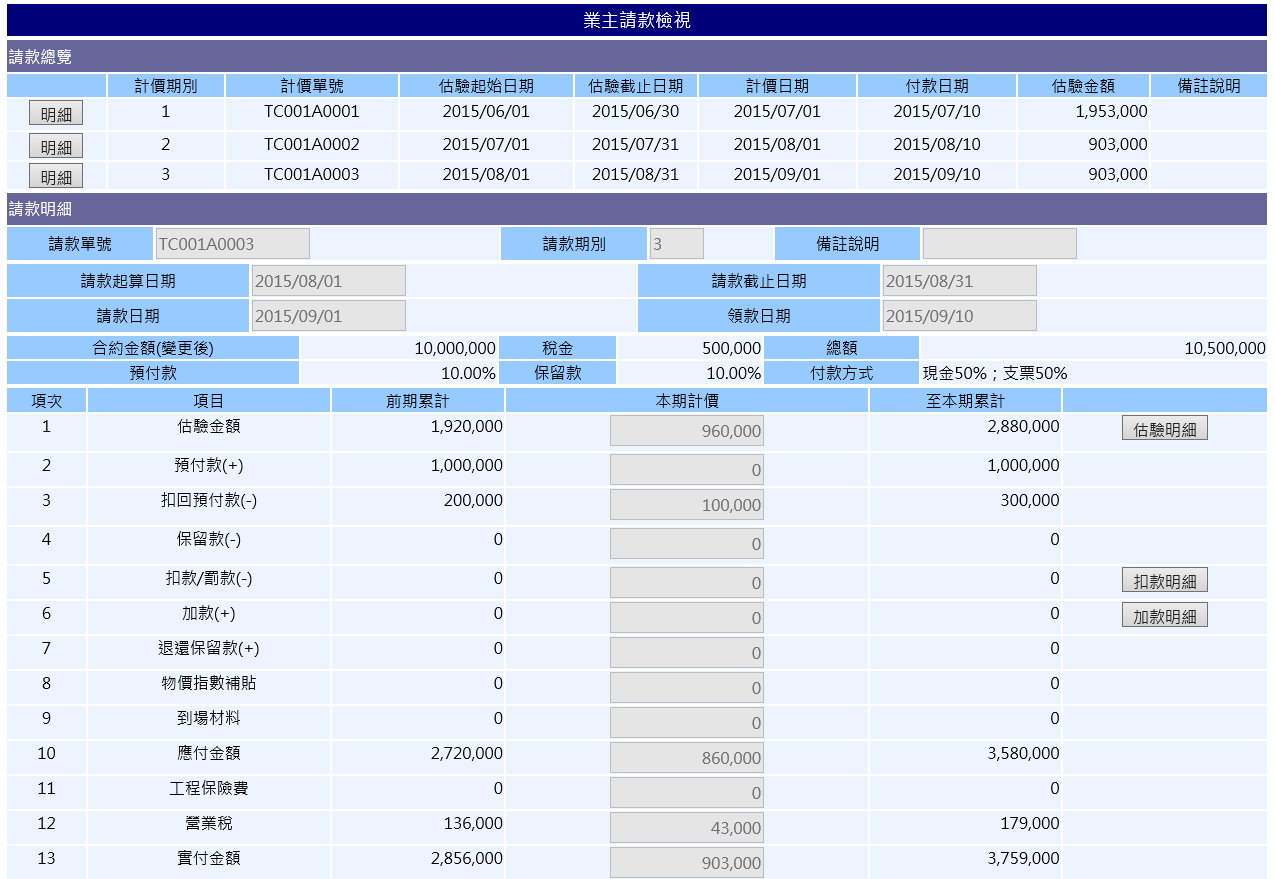 業主請款檢視
請款總覽
計價期別 計價單號 估驗起始日期 估驗截止日期 計價日期 付款日期 估驗金額 備註說明
明細 1 TC001A0001 2015/06/01 2015/06/30 2015/07/01 2015/07/10 1,953,000
明細 2 TC001A0002 2015/07/01 2015/07/31 2015/08/01 2015/08/10 903,000
明細 3 TC001A0003 2015/08/01 2015/08/31 2015/09/01 2015/09/10 903,000
請款明細
請款單號 TC001A0003 請款期別 3 備註說明
請款起算日期 2015/08/01 請款截止日期 2015/08/31
請款日期 2015/09/01 領款日期 2015/09/10
合約金額(變更後) 10,000,000 稅金 500,000 總額 10,500,000
預付款 10.00% 保留款 10.00% 付款方式 現金50%；支票50%
項次 項目 前期累計 本期計價 至本期累計
1 估驗金額 1,920,000 960,000 2,880,000 估驗明細
2 預付款(+) 1,000,000 0 1,000,000
3 扣回預付款(-) 200,000 100,000 300,000
4 保留款(-) 0 0 0
5 扣款/罰款(-) 0 0 0 扣款明細
6 加款(+) 0 0 0 加款明細
7 退還保留款(+) 0 0 0
8 物價指數補貼 0 0 0
9 到場材料 0 0 0
10 應付金額 2,720,000 860,000 3,580,000
11 工程保險費 0 0 0
12 營業稅 136,000 43,000 179,000
13 實付金額 2,856,000 903,000 3,759,000